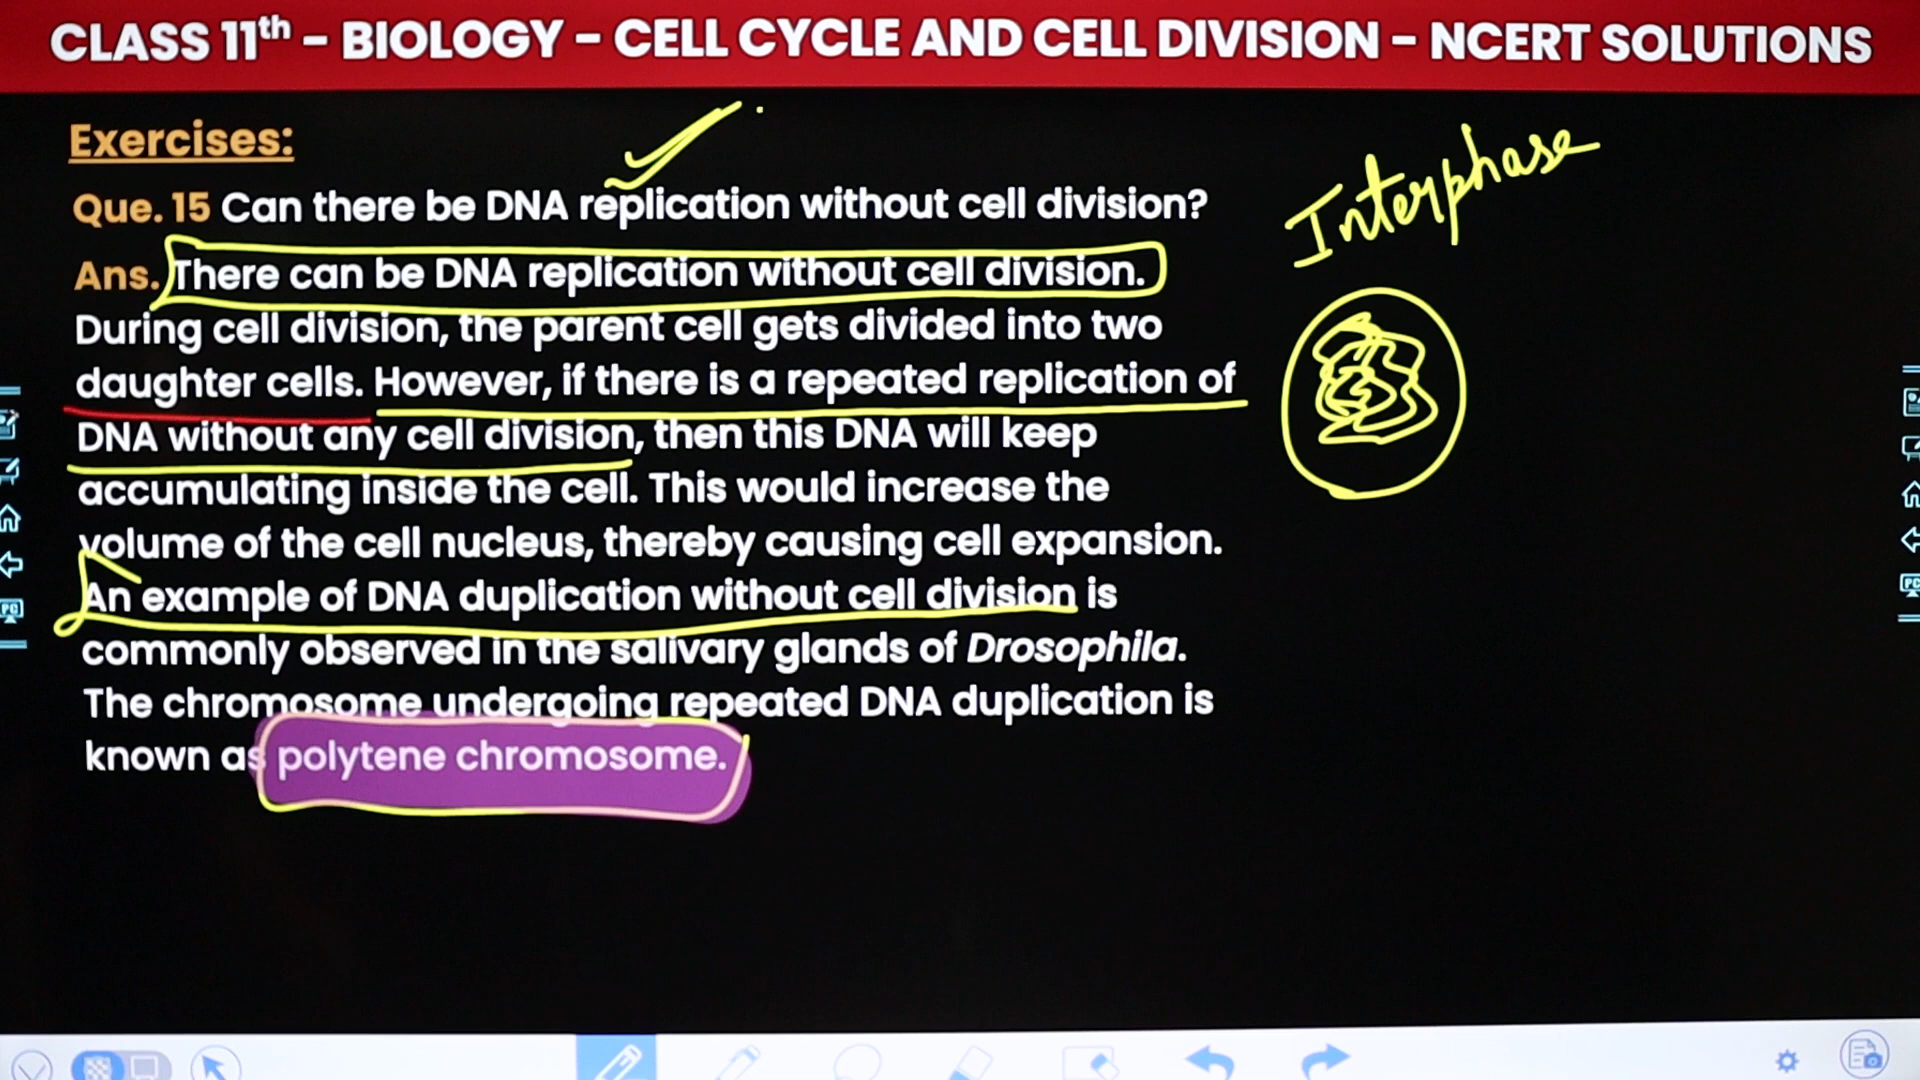 CLASS 11th - BIOLOGY - CELL CYCLE AND CELL DIVISION - NCERT SOLUTIONS
Exercises:
Que. 15 Can there be DNA replication without cell division?
Ans. There can be DNA replication without cell division.
During cell division, the parent cell gets divided into two
daughter cells. However, if there is a repeated replication of
DNA without any cell division, then this DNA will keep
accumulating inside the cell. This would increase the
volume of the cell nucleus, thereby causing cell expansion.
An example of DNA duplication without cell division is
commonly observed in the salivary glands of Drosophila.
The chromosome undergoing repeated DNA duplication is
known as polytene chromosome.
Interphase
PC
PC